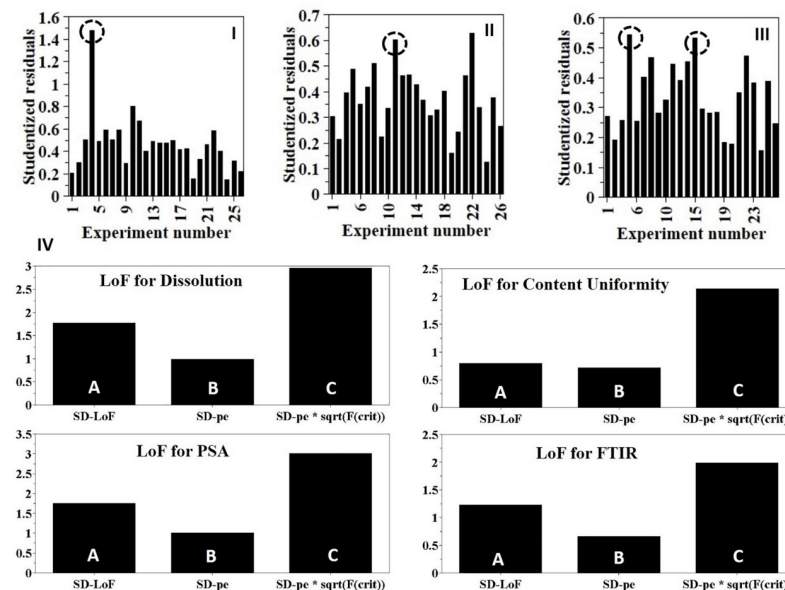 I
1.6
1.4
1.2
1
0.8
0.6
0.4
0.2
0
Studentized residuals
1 5 9 13 17 21 25
Experiment number
II
0.7
0.6
0.5
0.4
0.3
0.2
0.1
0
Studentized residuals
1 4 8 11 14 18 22 26
Experiment number
III
0.6
0.5
0.4
0.3
0.2
0.1
0
Studentized residuals
1 6 10 15 19 23
Experiment number
IV
LoF for Dissolution
3
2.5
2
1.5
1
0.5
0
A B C
SD-LoF SD-pe SD-pe * sqrt(F(crit))
LoF for Content Uniformity
2.5
2
1.5
1
0.5
0
A B C
SD-LoF SD-pe SD-pe * sqrt(F(crit)
LoF for PSA
3.5
3
2.5
2
1.5
1
0.5
0
A B C
SD-LoF SD-pe SD-pe * sqrt(F(crit))
LoF for FTIR
2.5
2
1.5
1
0.5
0
A B C
SD-LoF SD-pe SD-pe * sqrt(F(crit)